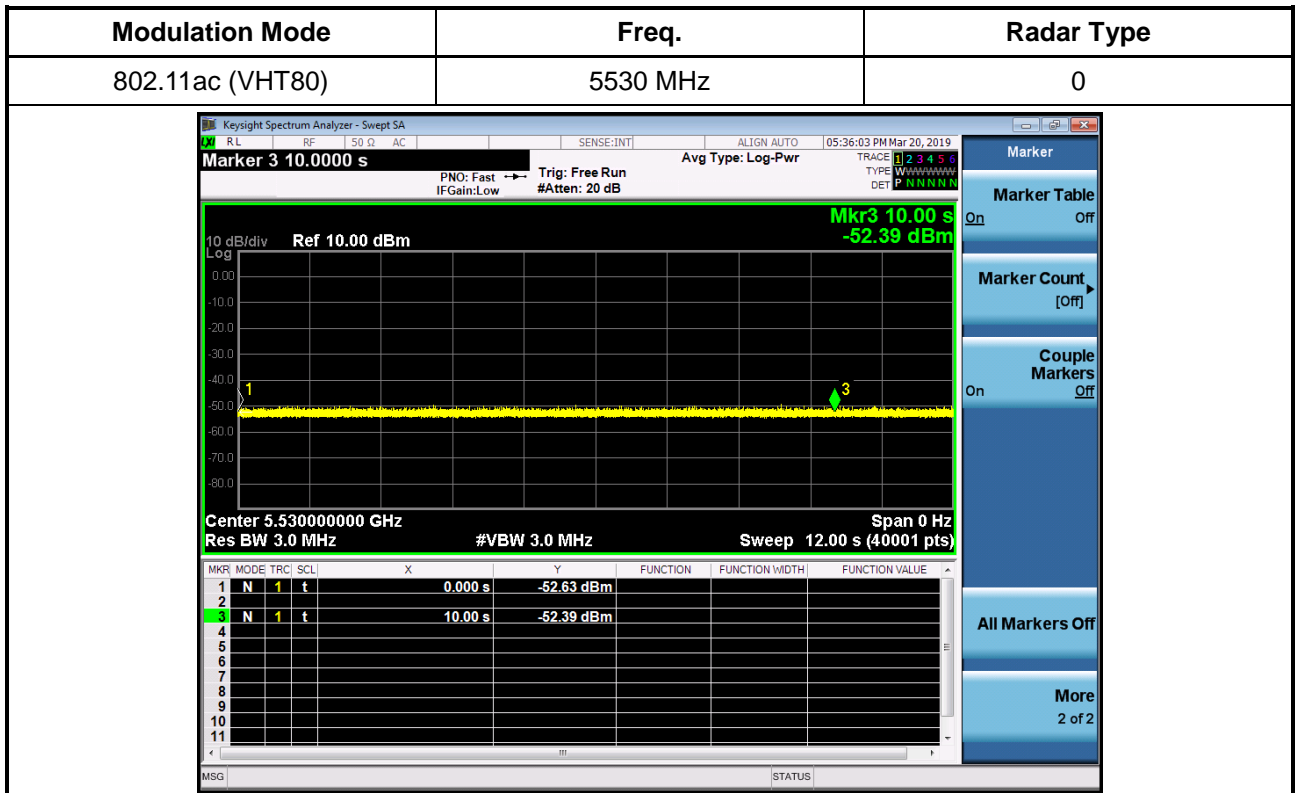 Modulation Mode Freq. Radar Type
802.11ac (VHT80) 5530 MHz 0
Keysight Spectrum Analyzer - Swept SA
LXI RL RF 50 Ω AC SENSE:INT ALIGN AUTO 05:36:03 PM Mar 20, 2019
Marker 3 10.0000 s
PNO: Fast
IFGain:Low
Trig: Free Run
#Atten: 20 dB
Avg Type: Log-Pwr
TRACE 1 2 3 4 5 6
TYPE WWWWWW
DET P N N N N N
Marker
Marker Table
On Off
Marker Count
[Off]
Couple
Markers
On Off
All Markers Off
More
2 of 2
Mkr3 10.00 s
-52.39 dBm
10 dB/div Ref 10.00 dBm
Log
0.00
-10.0
-20.0
-30.0
-40.0
-50.0
-60.0
-70.0
-80.0
1
3
Center 5.530000000 GHz Span 0 Hz
Res BW 3.0 MHz #VBW 3.0 MHz Sweep 12.00 s (40001 pts)
MKR MODE TRC SCL X Y FUNCTION FUNCTION WIDTH FUNCTION VALUE
1 N 1 t 0.000 s -52.63 dBm
2
3 N 1 t 10.00 s -52.39 dBm
4
5
6
7
8
9
10
11
MSG STATUS